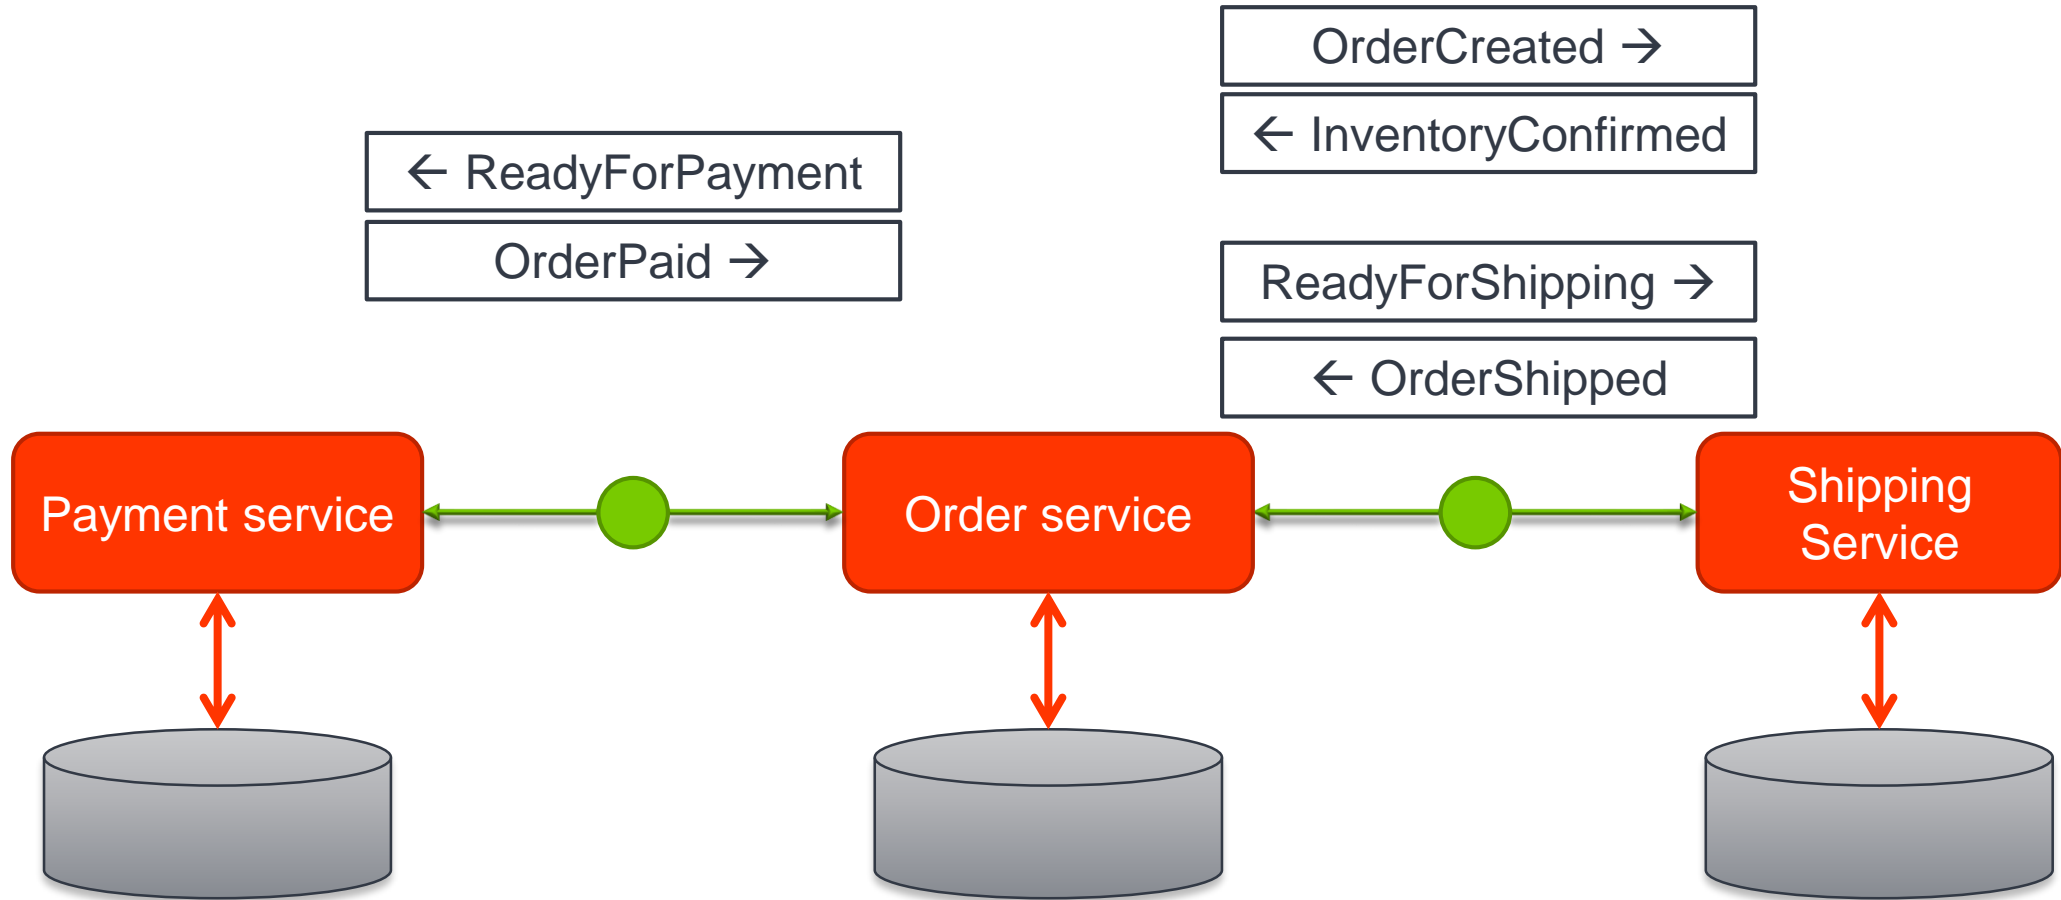 OrderCreated →
← InventoryConfirmed
← ReadyForPayment
OrderPaid →
ReadyForShipping →
← OrderShipped
Payment service
Order service
Shipping
Service